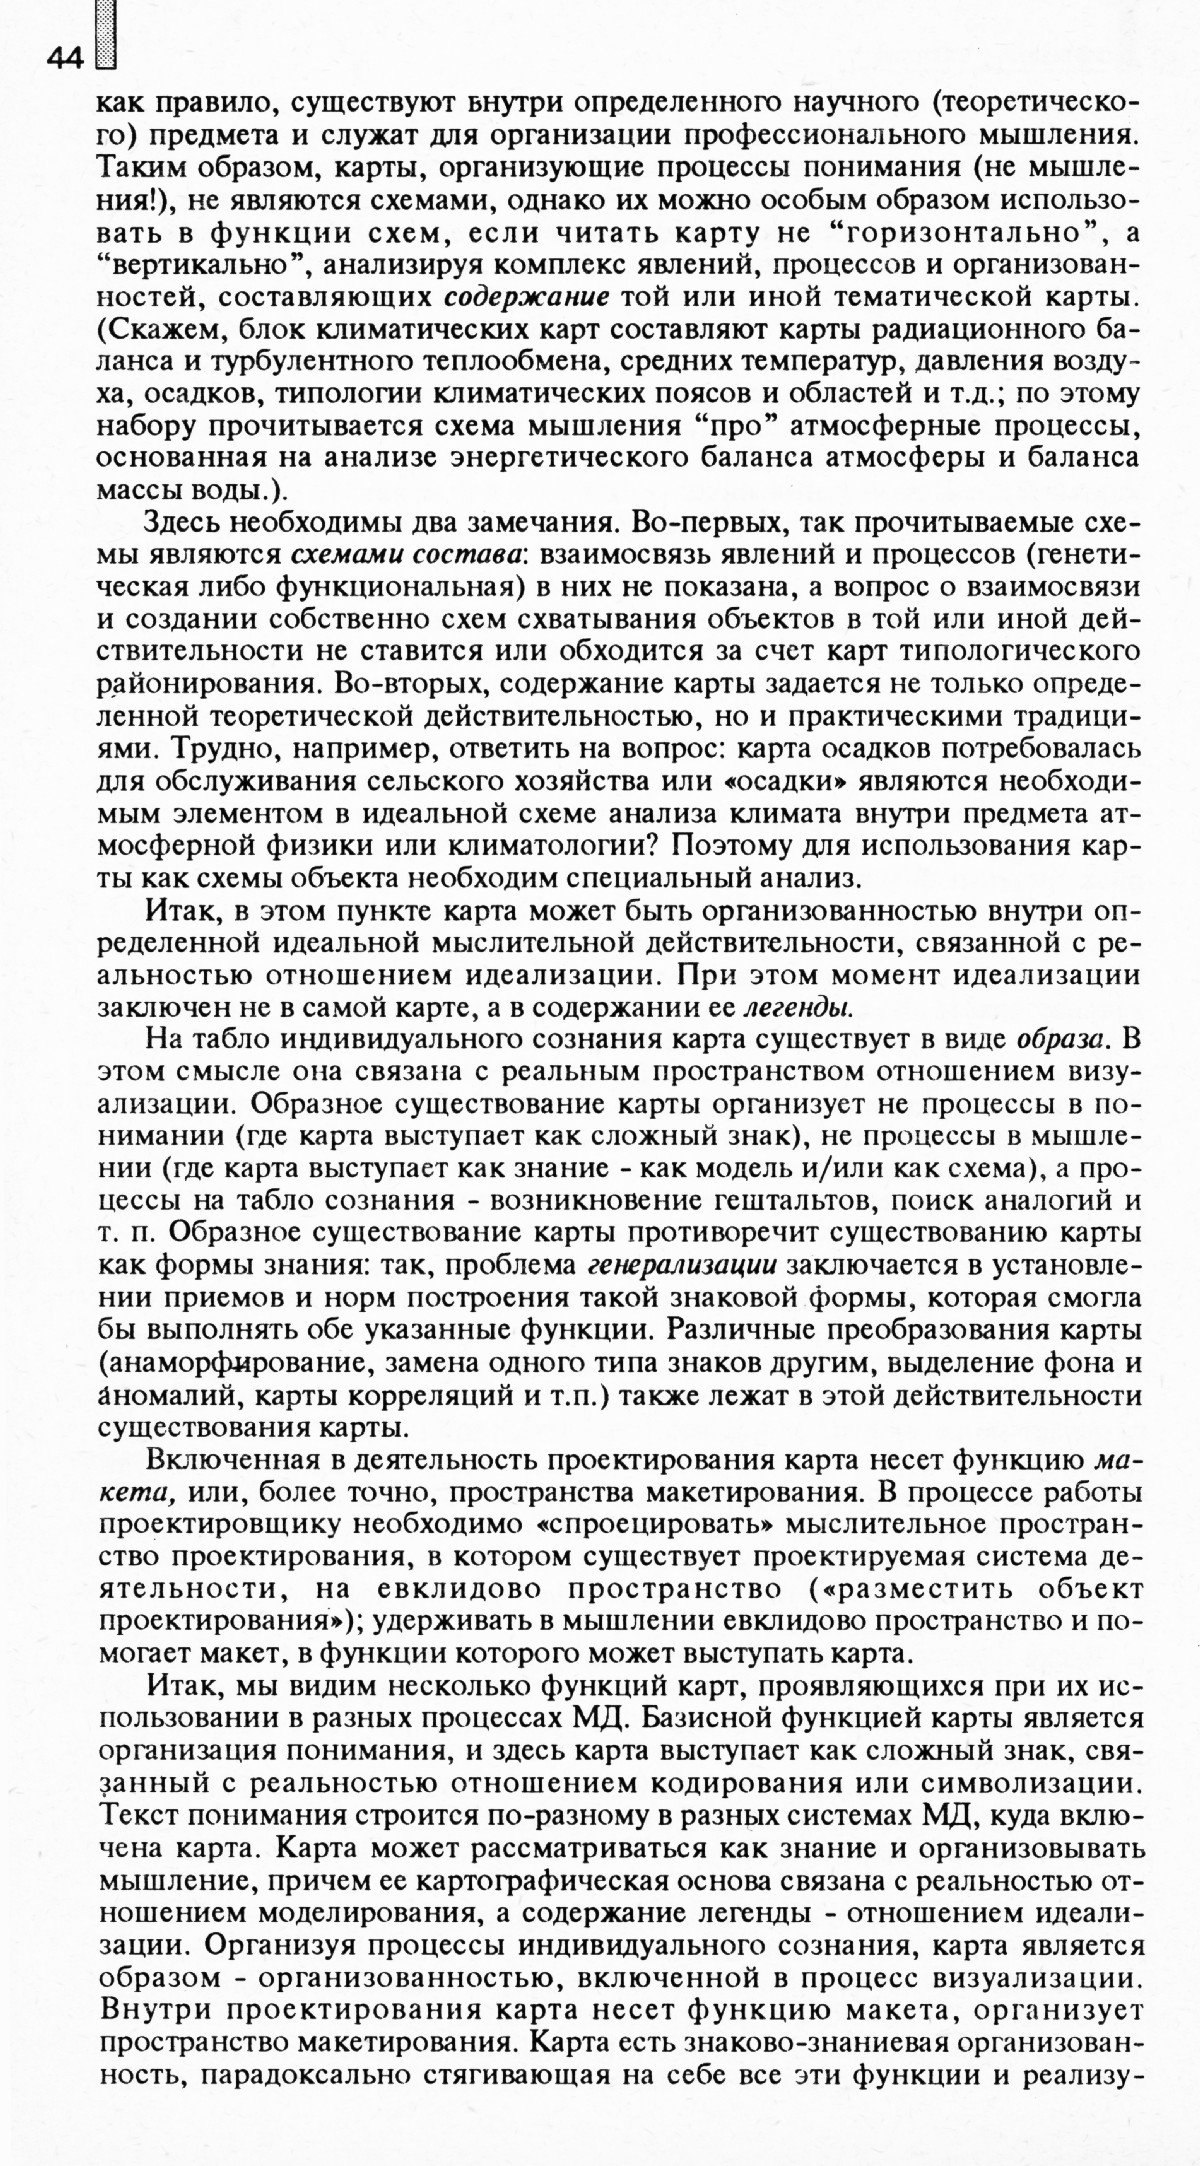 44
как правило, существуют внутри определенного научного (теоретическо-
го) предмета и служат для организации профессионального мышления.
Таким образом, карты, организующие процессы понимания (не мышле-
ния!), не являются схемами, однако их можно особым образом использо-
вать в функции схем, если читать карту не “горизонтально”, а
“вертикально”, анализируя комплекс явлений, процессов и организован-
ностей, составляющих содержание той или иной тематической карты.
(Скажем, блок климатических карт составляют карты радиационного ба-
ланса и турбулентного теплообмена, средних температур, давления возду-
ха, осадков, типологии климатических поясов и областей и т.д.; по этому
набору прочитывается схема мышления “про” атмосферные процессы,
основанная на анализе энергетического баланса атмосферы и баланса
массы воды.).
Здесь необходимы два замечания. Во-первых, так прочитываемые схе-
мы являются схемами состава: взаимосвязь явлений и процессов (генети-
ческая либо функциональная) в них не показана, а вопрос о взаимосвязи
и создании собственно схем схватывания объектов в той или иной дей-
ствительности не ставится или обходится за счет карт типологического
районирования. Во-вторых, содержание карты задается не только опреде-
ленной теоретической действительностью, но и практическими традици-
ями. Трудно, например, ответить на вопрос: карта осадков потребовалась
для обслуживания сельского хозяйства или «осадки» являются необходи-
мым элементом в идеальной схеме анализа климата внутри предмета ат-
мосферной физики или климатологии? Поэтому для использования кар-
ты как схемы объекта необходим специальный анализ.
Итак, в этом пункте карта может быть организованностью внутри оп-
ределенной идеальной мыслительной действительности, связанной с ре-
альностью отношением идеализации. При этом момент идеализации
заключен не в самой карте, а в содержании ее легенды.
На табло индивидуального сознания карта существует в виде образа. В
этом смысле она связана с реальным пространством отношением визу-
ализации. Образное существование карты организует не процессы в по-
нимании (где карта выступает как сложный знак), не процессы в мышле-
нии (где карта выступает как знание - как модель и/или как схема), а про-
цессы на табло сознания - возникновение гештальтов, поиск аналогий и
т. п. Образное существование карты противоречит существованию карты
как формы знания: так, проблема генерализации заключается в установле-
нии приемов и норм построения такой знаковой формы, которая смогла
бы выполнять обе указанные функции. Различные преобразования карты
(анаморфирование, замена одного типа знаков другим, выделение фона и
аномалий, карты корреляций и т.п.) также лежат в этой действительности
существования карты.
Включенная в деятельность проектирования карта несет функцию ма-
кета, или, более точно, пространства макетирования. В процессе работы
проектировщику необходимо «спроецировать» мыслительное простран-
ство проектирования, в котором существует проектируемая система де-
ятельности, на евклидово пространство («разместить объект
проектирования»); удерживать в мышлении евклидово пространство и по-
могает макет, в функции которого может выступать карта.
Итак, мы видим несколько функций карт, проявляющихся при их ис-
пользовании в разных процессах МД. Базисной функцией карты является
организация понимания, и здесь карта выступает как сложный знак, свя-
занный с реальностью отношением кодирования или символизации.
Текст понимания строится по-разному в разных системах МД, куда вклю-
чена карта. Карта может рассматриваться как знание и организовывать
мышление, причем ее картографическая основа связана с реальностью от-
ношением моделирования, а содержание легенды - отношением идеали-
зации. Организуя процессы индивидуального сознания, карта является
образом - организованностью, включенной в процесс визуализации.
Внутри проектирования карта несет функцию макета, организует
пространство макетирования. Карта есть знаково-знаниевая организован-
ность, парадоксально стягивающая на себе все эти функции и реализу-